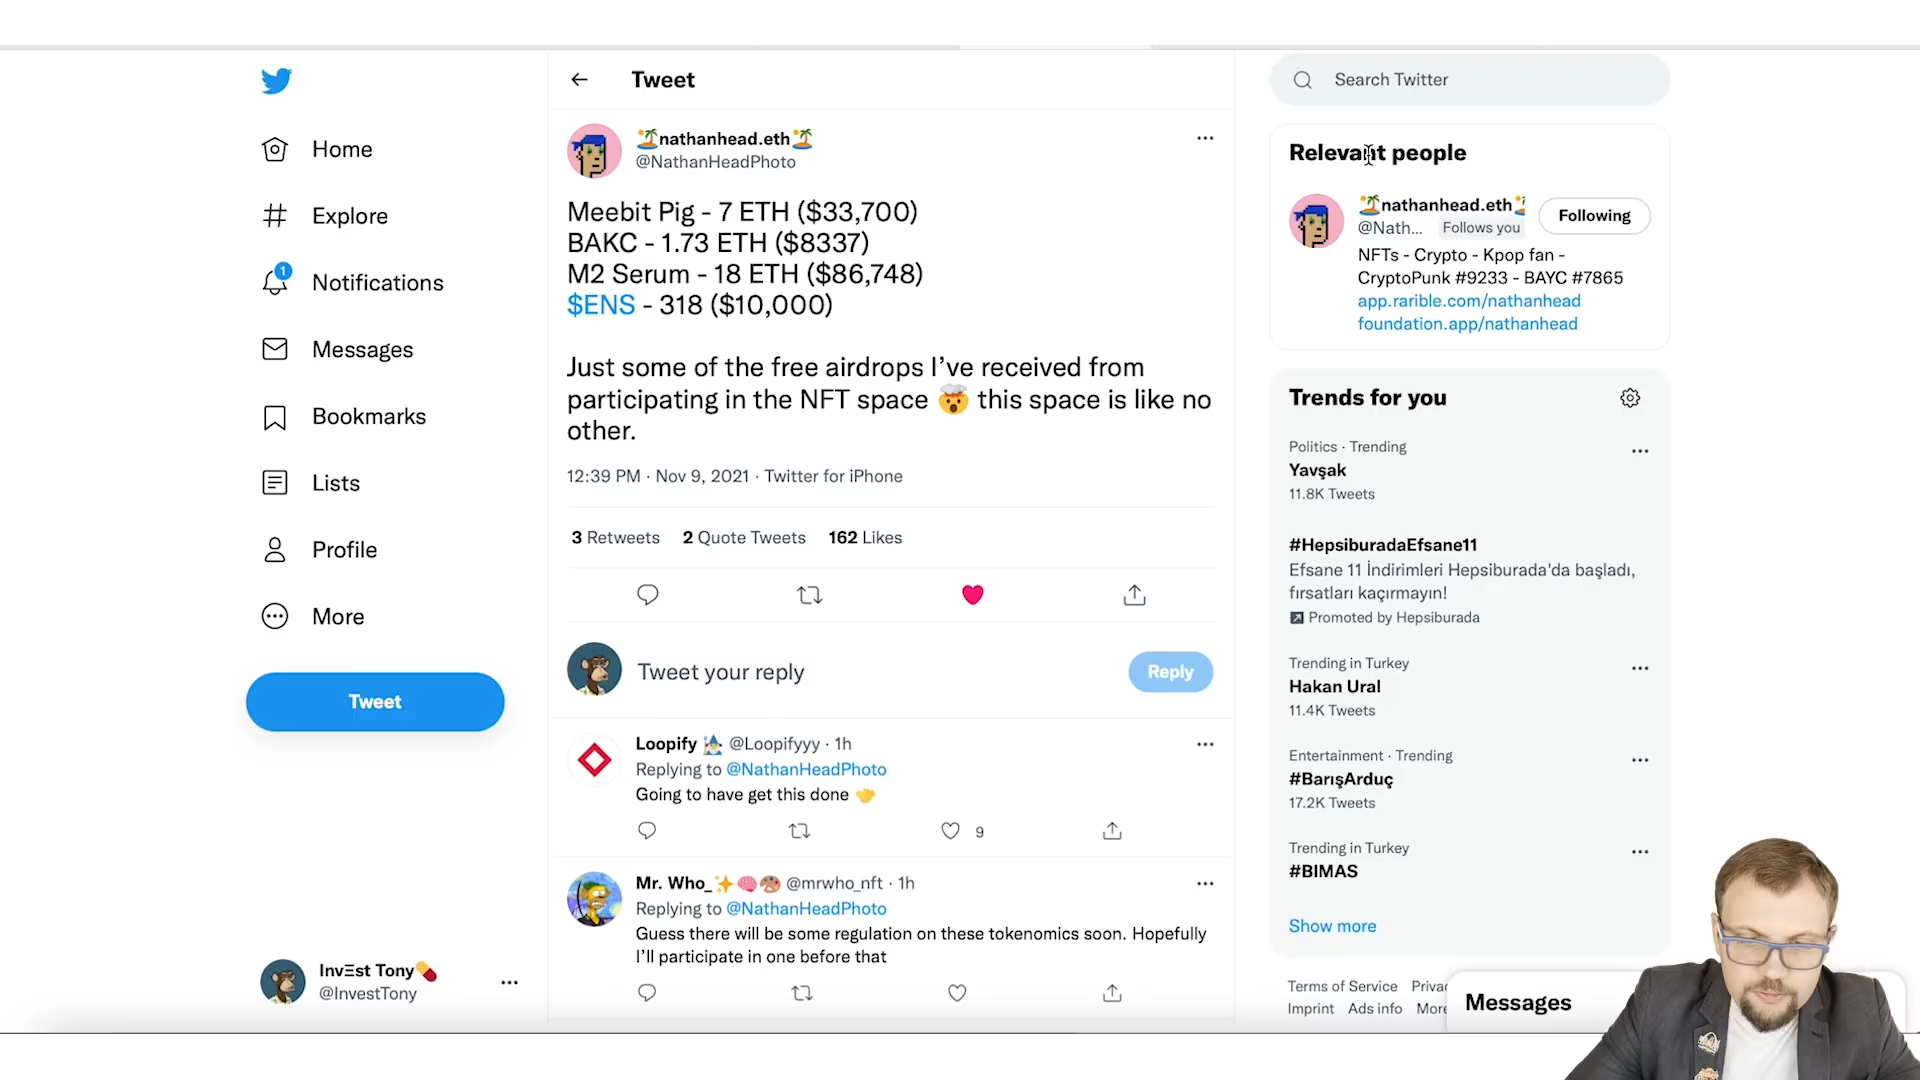 Home
Explore
1
Notifications
Messages
Bookmarks
Lists
Profile
More
Tweet
InvΞst Tony
@InvestTony
Tweet
nathanhead.eth
@NathanHeadPhoto
Meebit Pig - 7 ETH ($33,700)
BAKC - 1.73 ETH ($8337)
M2 Serum - 18 ETH ($86,748)
$ENS - 318 ($10,000)
Just some of the free airdrops I’ve received from
participating in the NFT space 🤯 this space is like no
other.
12:39 PM · Nov 9, 2021 · Twitter for iPhone
3 Retweets 2 Quote Tweets 162 Likes
Tweet your reply
Reply
Loopify @Loopifyyy · 1h
Replying to @NathanHeadPhoto
Going to have get this done
9
Mr. Who_✨🧠🎨 @mrwho_nft · 1h
Replying to @NathanHeadPhoto
Guess there will be some regulation on these tokenomics soon. Hopefully
I’ll participate in one before that
Search Twitter
Relevant people
nathanhead.eth
Following
@Nath... Follows you
NFTs - Crypto - Kpop fan -
CryptoPunk #9233 - BAYC #7865
app.rarible.com/nathanhead
foundation.app/nathanhead
Trends for you
Politics · Trending
Yavşak
11.8K Tweets
#HepsiburadaEfsane11
Efsane 11 İndirimleri Hepsiburada'da başladı,
fırsatları kaçırmayın!
Promoted by Hepsiburada
Trending in Turkey
Hakan Ural
11.4K Tweets
Entertainment · Trending
#BarışArduç
17.2K Tweets
Trending in Turkey
#BIMAS
Show more
Terms of Service Priva
Imprint Ads info More
Messages